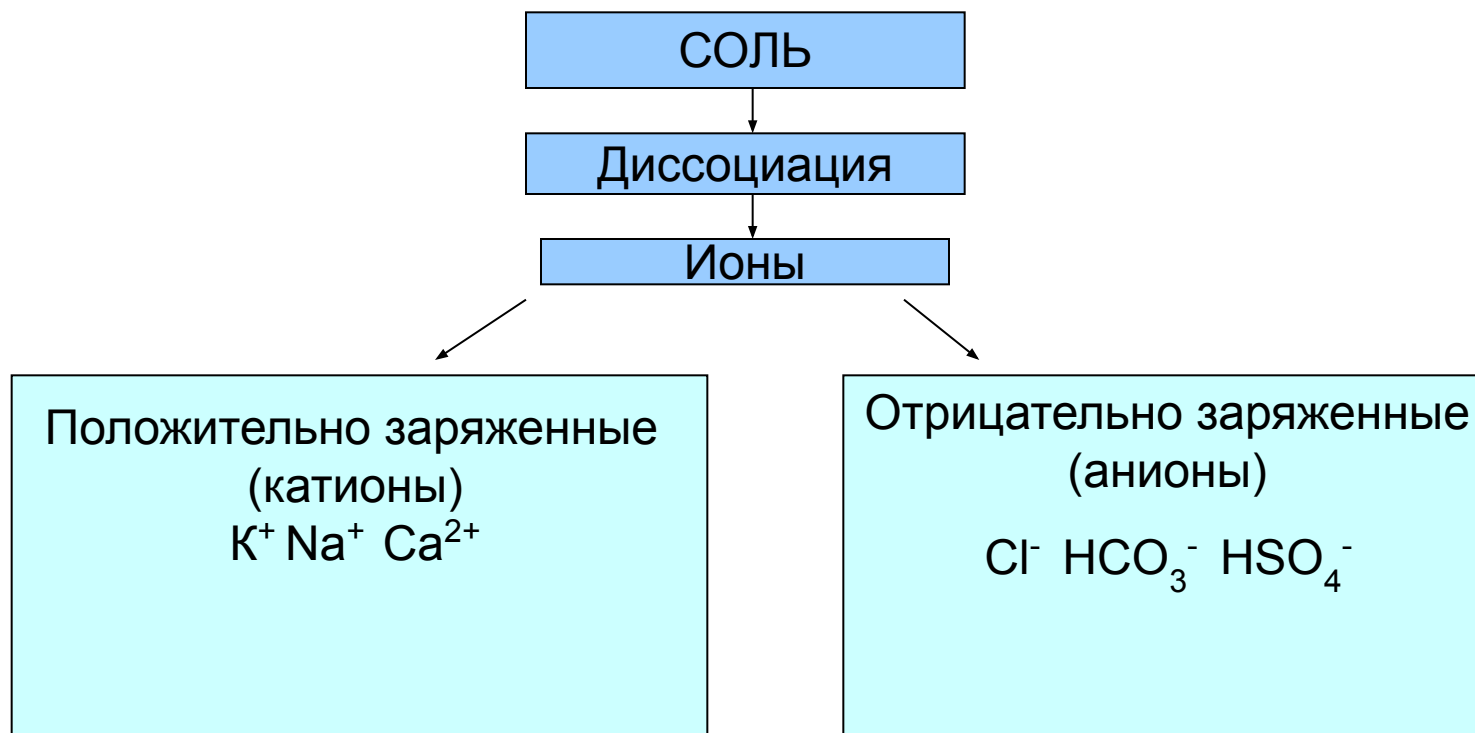 СОЛЬ
Диссоциация
Ионы
Положительно заряженные
(катионы)
К⁺ Na⁺ Ca²⁺
Отрицательно заряженные
(анионы)
Cl⁻ HCO₃⁻ HSO₄⁻